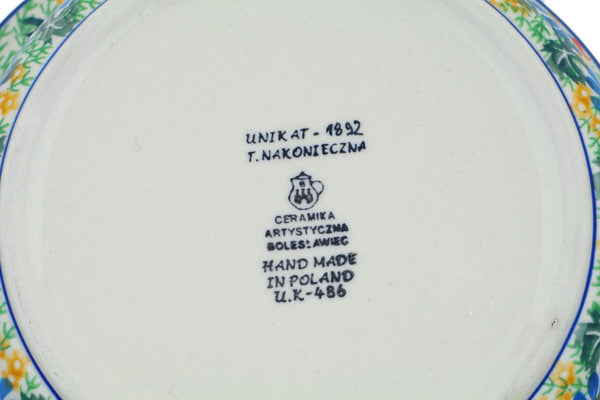 UNIKAT - 1892
T. NAKONIECZNA
B
CERAMIKA
ARTYSTYCZNA
BOLESŁAWIEC
HAND MADE
IN POLAND
U.K-486